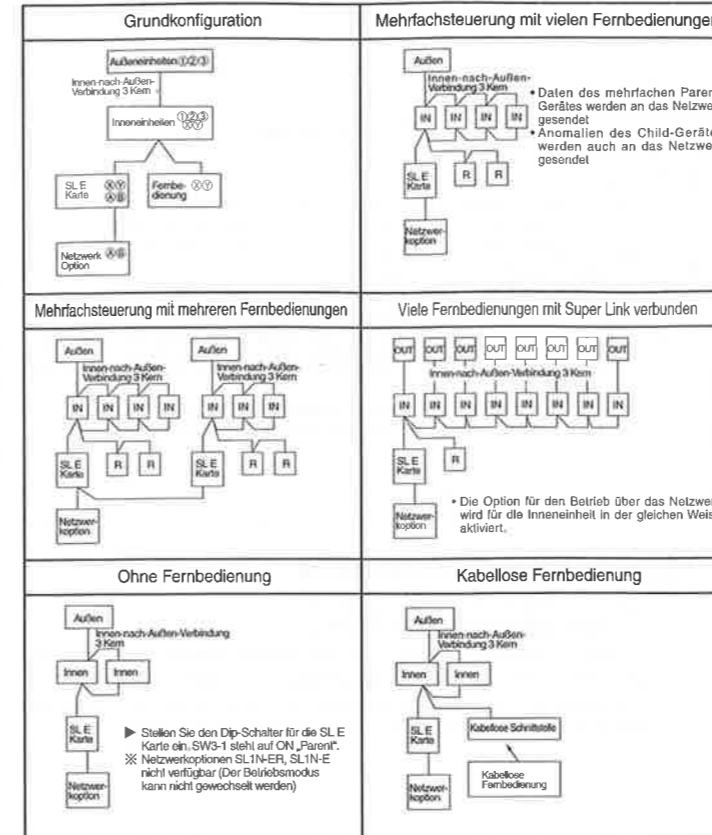 Grundkonfiguration
Außeneinheiten ①②③
Innen-nach-Außen-
Verbindung 3 Kern
Inneneinheiten ①②③
ⓍⓎ
SL E
Karte
ⓍⓎ
ⒶⒷ
Fernbe-
dienung
ⓍⓎ
Netzwerk
Option
ⒶⒷ
Mehrfachsteuerung mit vielen Fernbedienungen
Außen
Innen-nach-Außen-
Verbindung 3 Kern
IN IN IN IN
• Daten des mehrfachen Paren
Gerätes werden an das Netzwe
gesendet
• Anomalien des Child-Geräte
werden auch an das Netzwe
gesendet
SL E
Karte
R R
Netzwer-
koption
Mehrfachsteuerung mit mehreren Fernbedienungen
Außen Außen
Innen-nach-Außen-
Verbindung 3 Kern
Innen-nach-Außen-
Verbindung 3 Kern
IN IN IN IN IN IN IN
SL E
Karte
R R
SL E
Karte
R R
Netzwer-
koption
Viele Fernbedienungen mit Super Link verbunden
OUT OUT OUT OUT OUT OUT OUT OUT
Innen-nach-Außen-Verbindung 3 Kern
IN IN IN IN IN IN IN IN
SL E
Karte
R
Netzwer-
koption
• Die Option für den Betrieb über das Netzwer
wird für die Inneneinheit in der gleichen Weis
aktiviert.
Ohne Fernbedienung
Außen
Innen-nach-Außen-Verbindung
3 Kern
Innen Innen
SL E
Karte
Netzwer-
koption
▶ Stellen Sie den Dip-Schalter für die SL E
Karte ein. SW3-1 steht auf ON „Parent“.
※ Netzwerkoptionen SL1N-ER, SL1N-E
nicht verfügbar (Der Betriebsmodus
kann nicht gewechselt werden)
Kabellose Fernbedienung
Außen
Innen-nach-Außen-
Verbindung 3 Kern
Innen Innen
SL E
Karte
Kabellose Schnittstelle
Netzwer-
koption
Kabellose
Fernbedienung